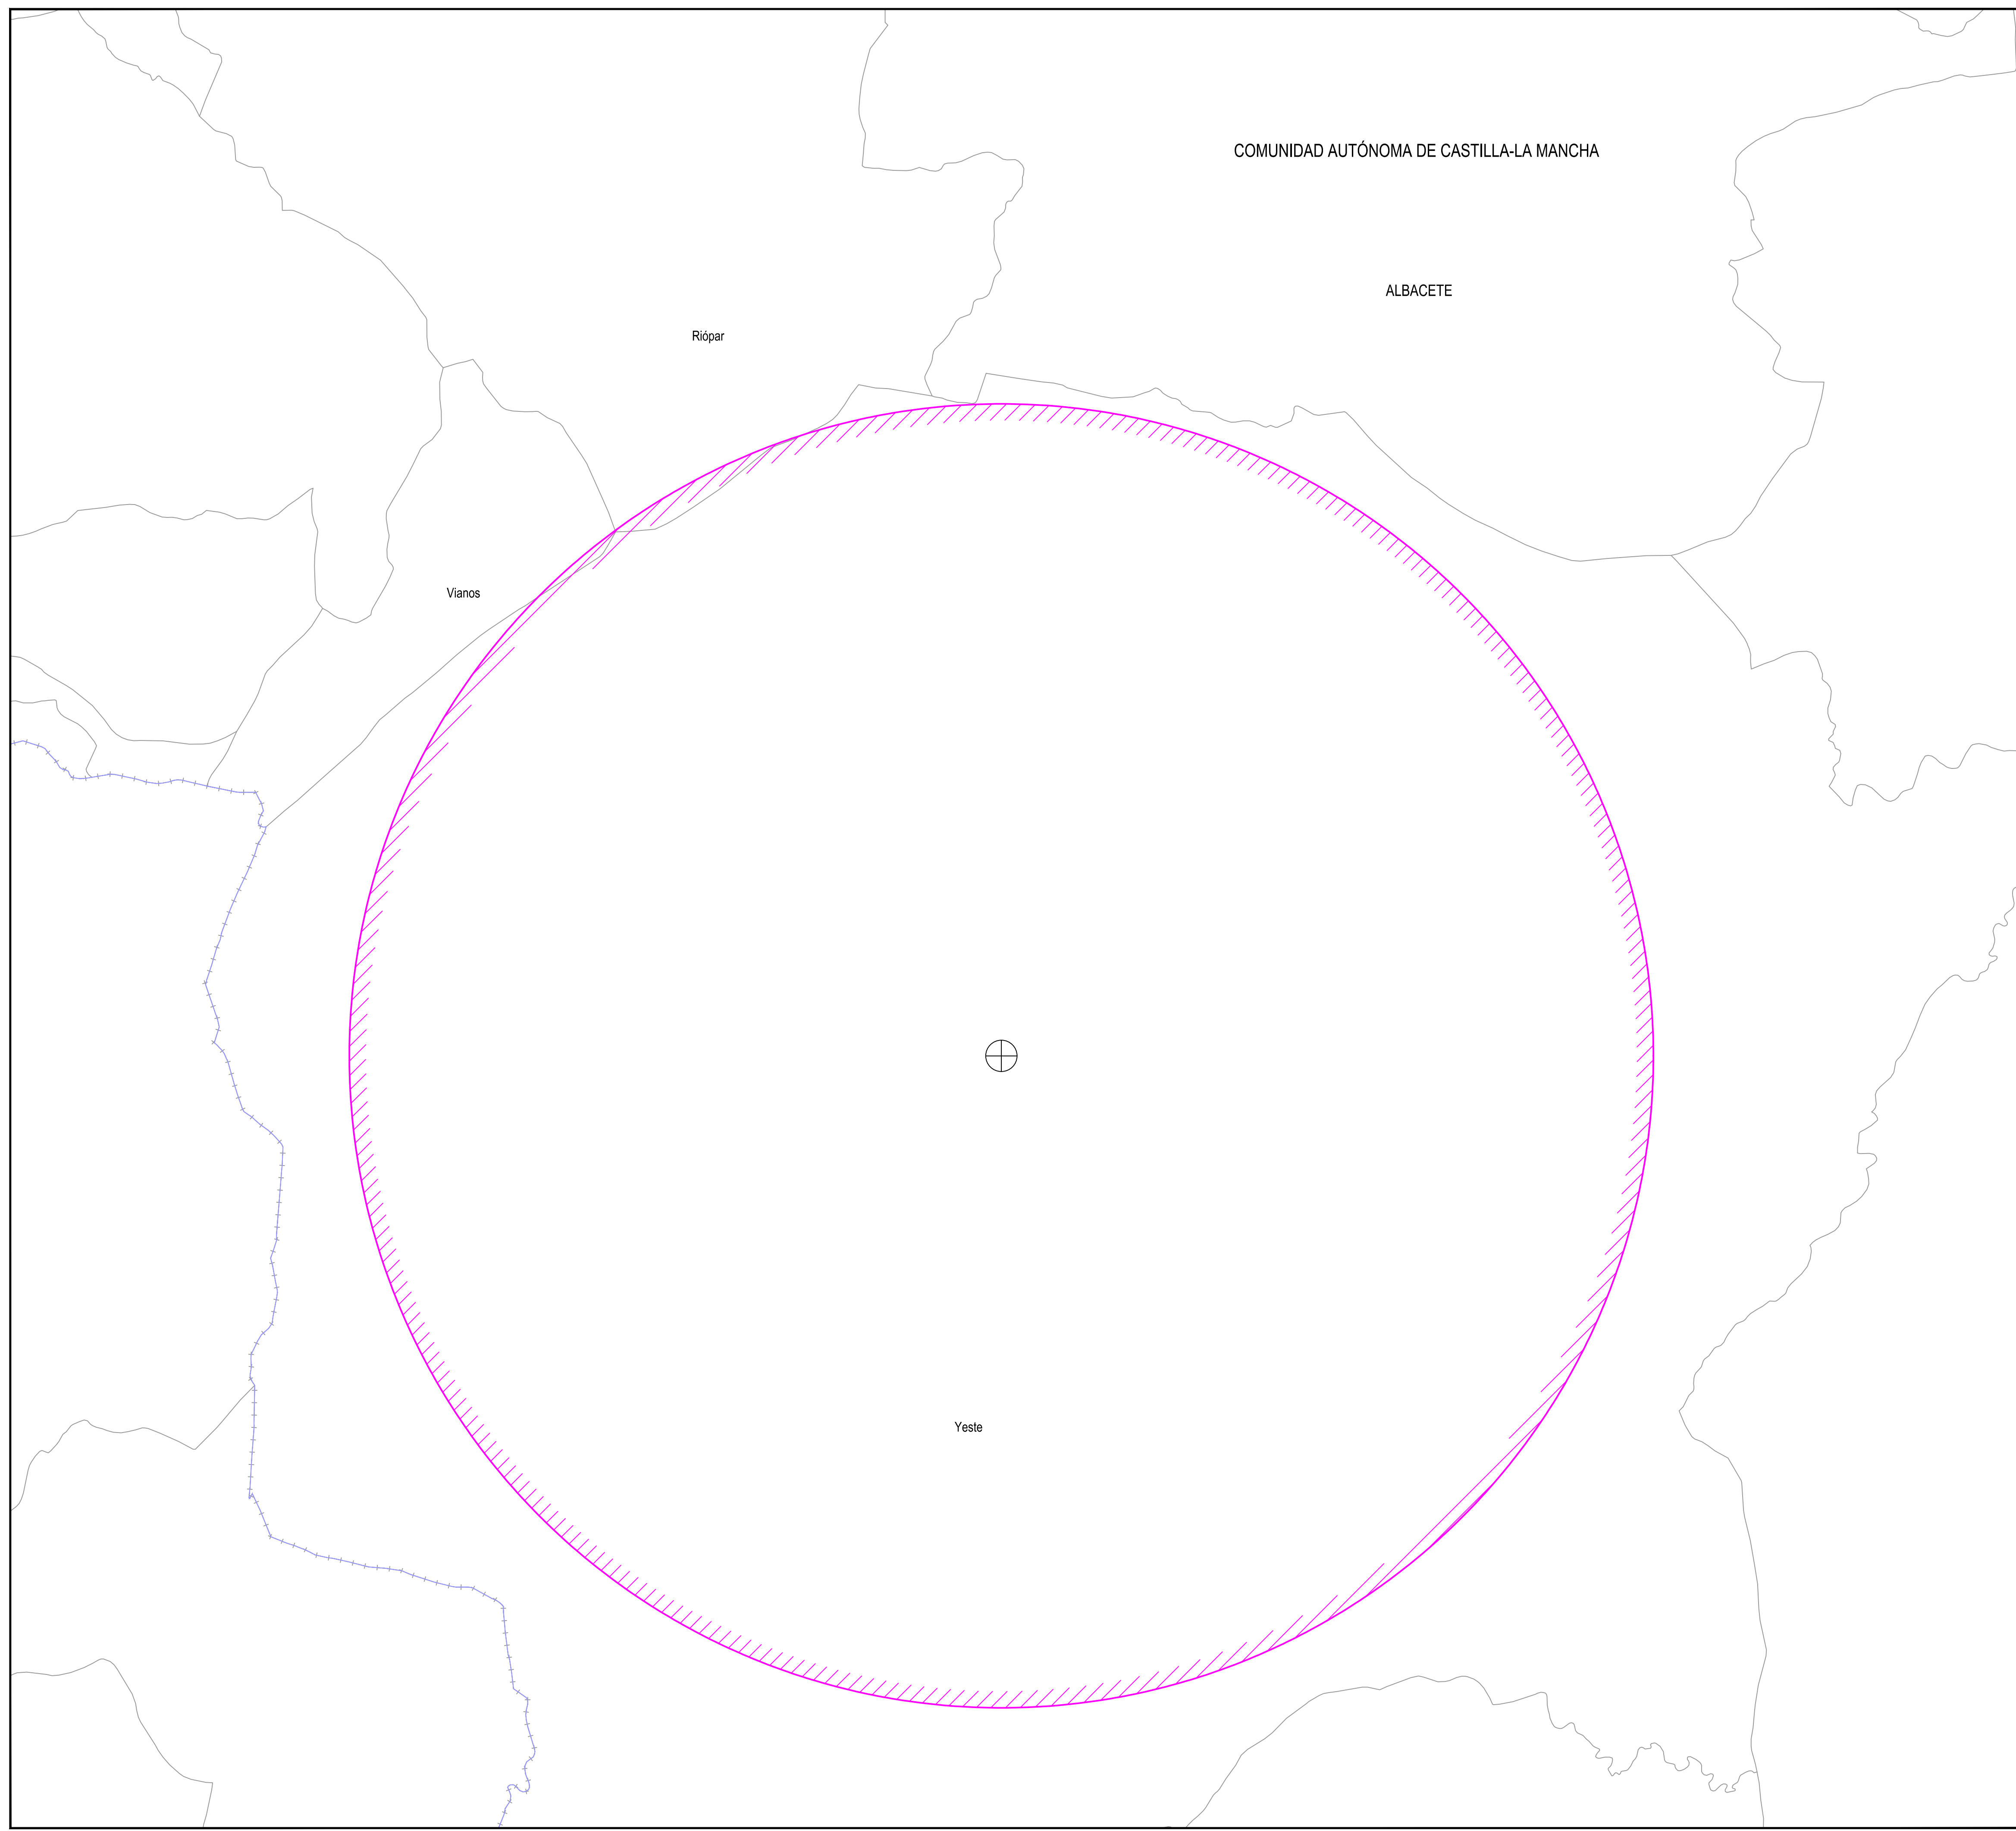 COMUNIDAD AUTÓNOMA DE CASTILLA-LA MANCHA
ALBACETE
Riópar
Vianos
Yeste